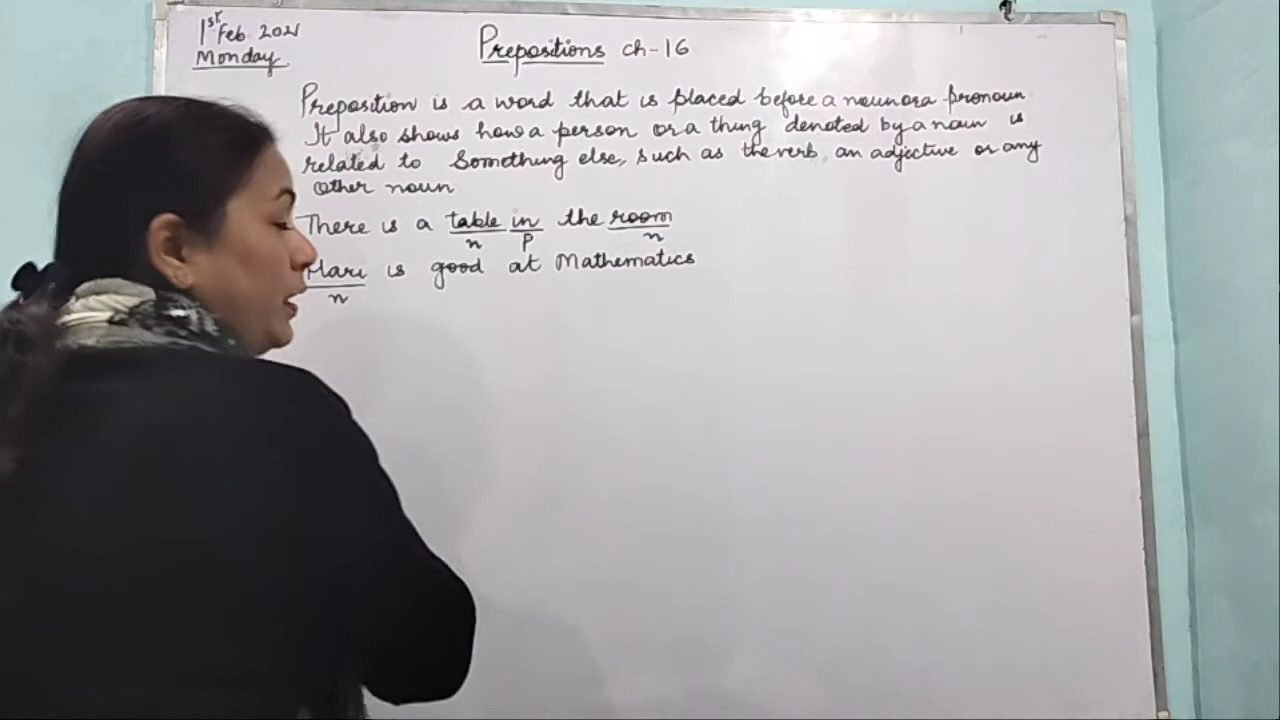 1st Feb. 2021
Monday
Prepositions ch-16
Preposition is a word that is placed before a noun or a pronoun
It also shows how a person or a thing denoted by a noun is
related to Something else, such as the verb, an adjective or any
other noun
There is a table in the room
n P n
Hari is good at Mathematics
n